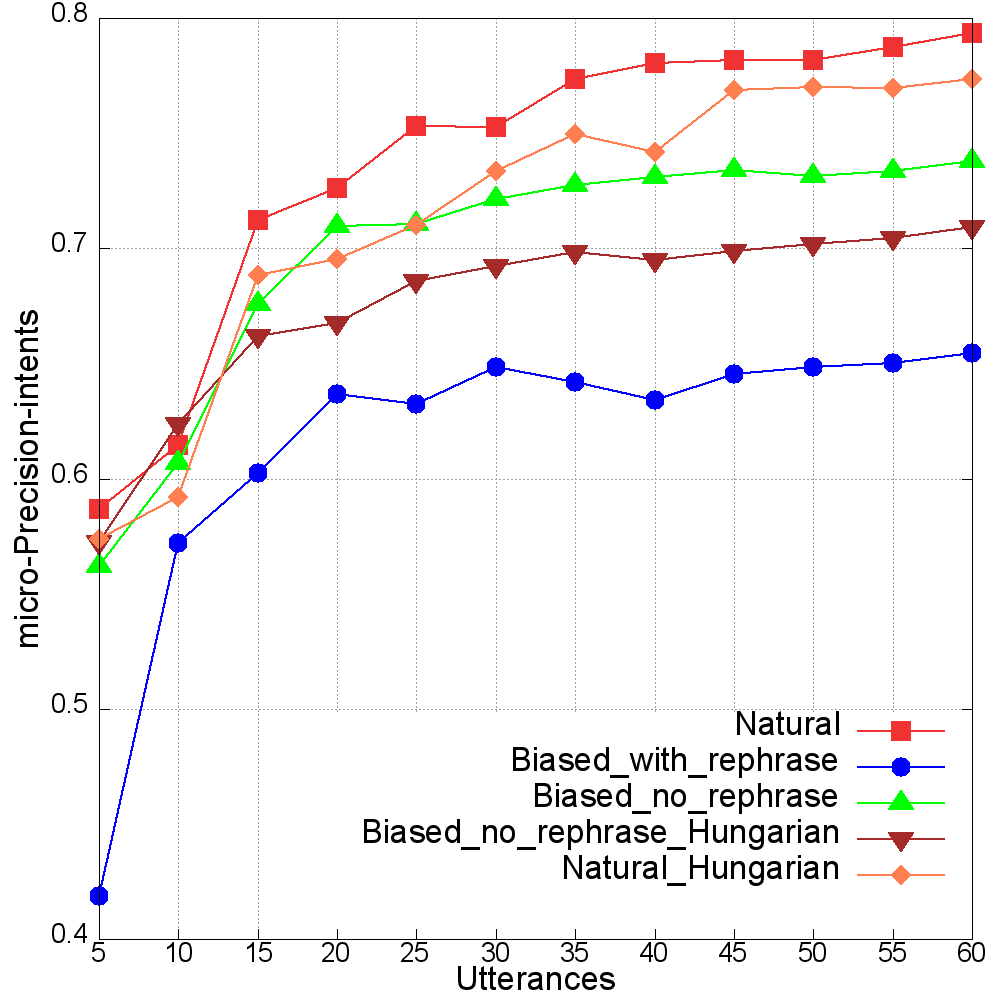 0.8
0.7
0.6
0.5
0.4
micro-Precision-intents
Natural
Biased_with_rephrase
Biased_no_rephrase
Biased_no_rephrase_Hungarian
Natural_Hungarian
5 10 15 20 25 30 35 40 45 50 55 60
Utterances